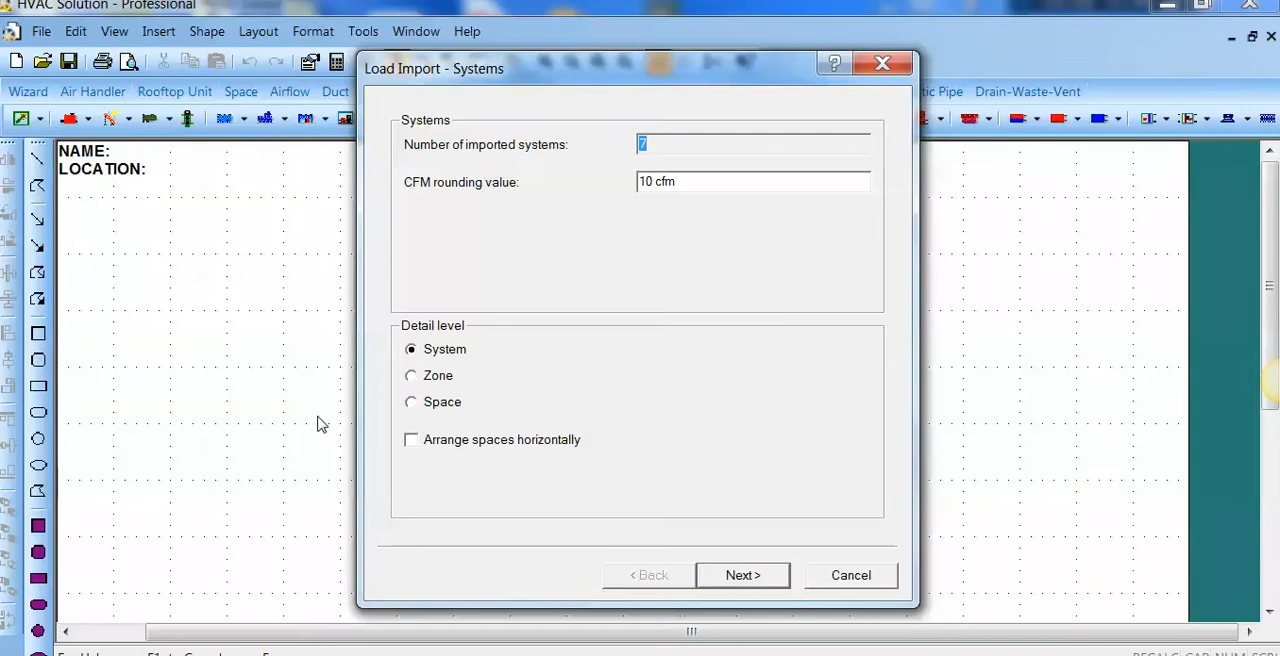 HVAC Solution - Professional
File Edit View Insert Shape Layout Format Tools Window Help
Wizard Air Handler Rooftop Unit Space Airflow Duct Pipe Drain-Waste-Vent
NAME:
LOCATION:
Load Import - Systems
Systems
Number of imported systems: 7
CFM rounding value: 10 cfm
Detail level
System
Zone
Space
Arrange spaces horizontally
< Back Next > Cancel